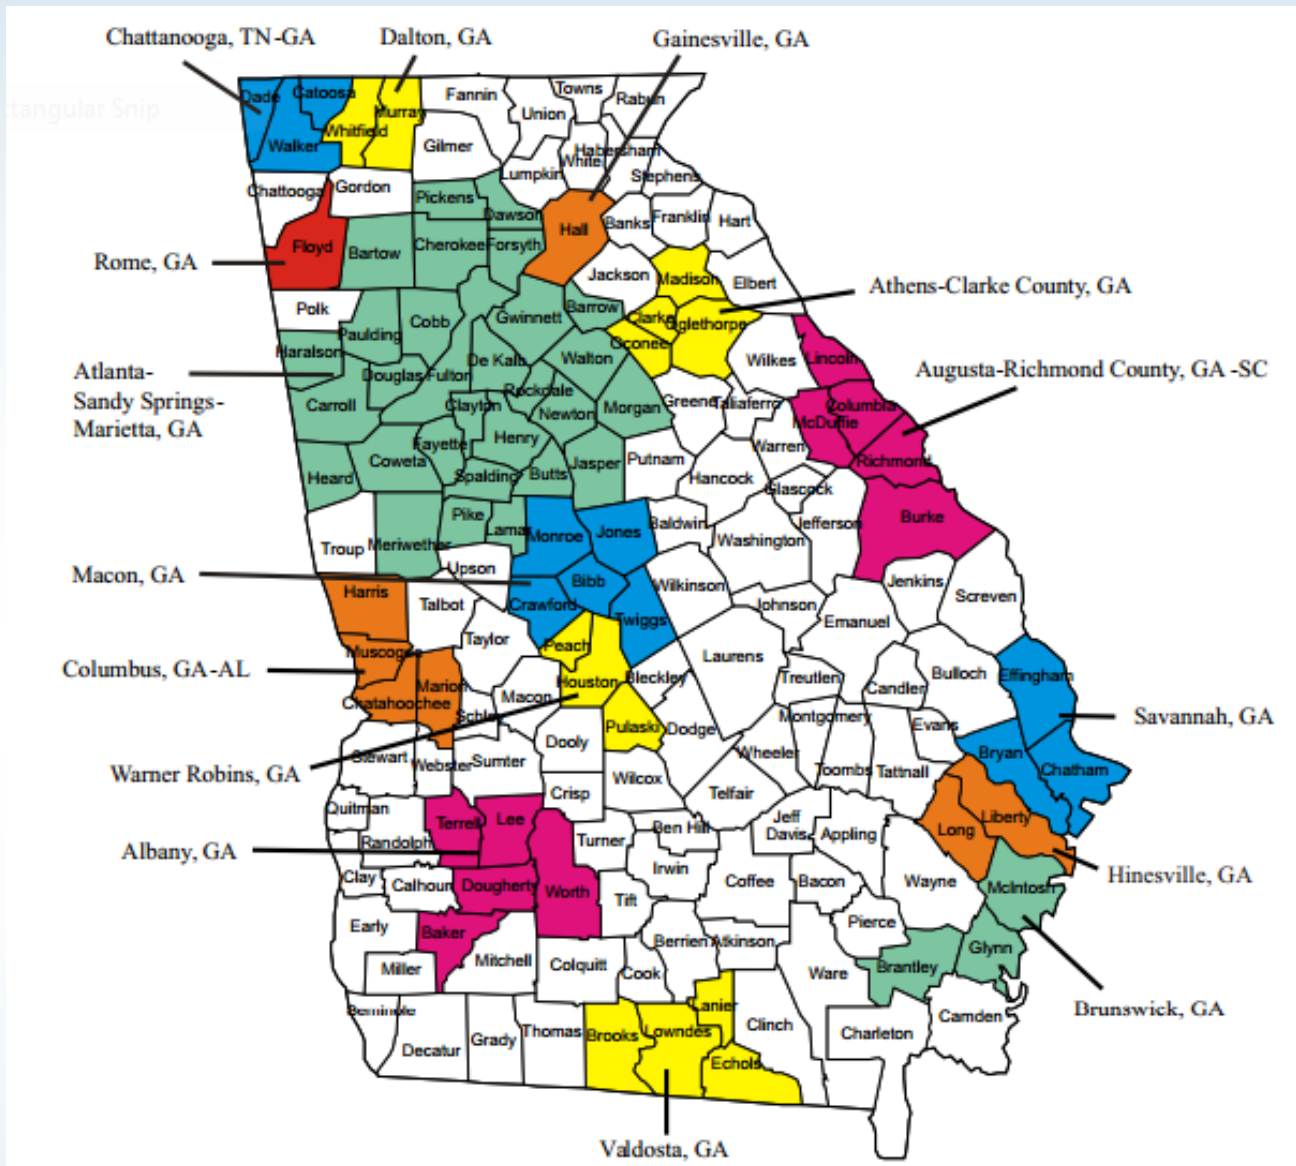 Chattanooga, TN-GA
Dalton, GA
Gainesville, GA
ctangular Snip
Dade
Catoosa
Whitfield
Murray
Fannin
Union
Towns
Rabun
Walker
Gilmer
Lumpkin
White
Habersham
Stephens
Chattooga
Gordon
Pickens
Dawson
Hall
Banks
Franklin
Hart
Rome, GA
Floyd
Bartow
Cherokee
Forsyth
Jackson
Madison
Elbert
Athens-Clarke County, GA
Polk
Paulding
Cobb
Gwinnett
Barrow
Clarke
Oglethorpe
Oconee
Wilkes
Lincoln
Atlanta-
Sandy Springs-
Marietta, GA
Haralson
Douglas
Fulton
De Kalb
Walton
Augusta-Richmond County, GA -SC
Carroll
Clayton
Rockdale
Newton
Morgan
Greene
Taliaferro
McDuffie
Columbia
Heard
Coweta
Fayette
Henry
Spalding
Butts
Jasper
Putnam
Hancock
Warren
Glascock
Richmond
Troup
Meriwether
Pike
Lamar
Monroe
Jones
Baldwin
Washington
Jefferson
Burke
Macon, GA
Upson
Bibb
Crawford
Twiggs
Wilkinson
Johnson
Emanuel
Jenkins
Screven
Harris
Talbot
Taylor
Peach
Houston
Bleckley
Laurens
Treutlen
Candler
Bulloch
Effingham
Columbus, GA-AL
Muscogee
Chatahoochee
Marion
Schley
Macon
Pulaski
Dodge
Montgomery
Evans
Savannah, GA
Warner Robins, GA
Stewart
Webster
Sumter
Dooly
Wilcox
Wheeler
Toombs
Tattnall
Bryan
Chatham
Quitman
Randolph
Terrell
Lee
Crisp
Turner
Ben Hill
Telfair
Jeff
Davis
Appling
Long
Liberty
Hinesville, GA
Albany, GA
Clay
Calhoun
Dougherty
Worth
Tift
Irwin
Coffee
Bacon
Wayne
McIntosh
Early
Baker
Mitchell
Miller
Colquitt
Cook
Berrien
Atkinson
Pierce
Ware
Brantley
Glynn
Brunswick, GA
Seminole
Decatur
Grady
Thomas
Brooks
Lowndes
Lanier
Echols
Clinch
Charleton
Camden
Valdosta, GA